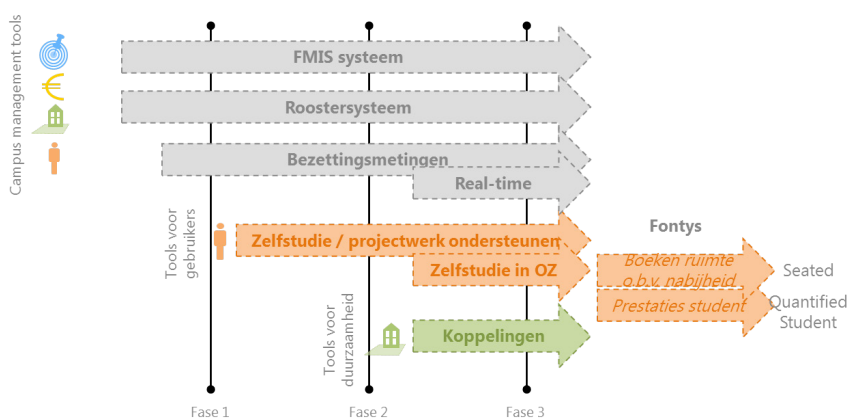 Campus management tools
FMIS systeem
Roostersysteem
Bezettingsmetingen
Real-time
Tools voor
gebruikers
Zelfstudie / projectwerk ondersteunen
Zelfstudie in OZ
Fontys
Boeken ruimte
o.b.v. nabijheid
Seated
Prestaties student
Quantified
Student
Tools voor
duurzaamheid
Koppelingen
Fase 1
Fase 2
Fase 3